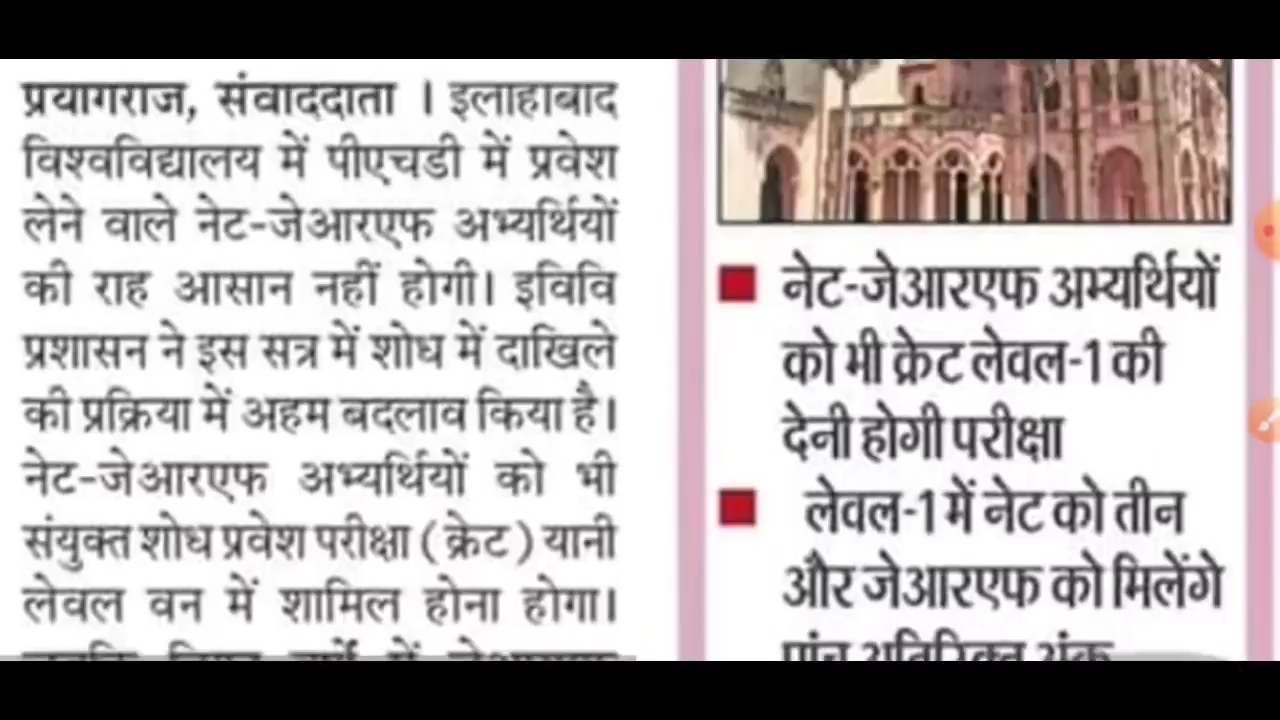 प्रयागराज, संवाददाता । इलाहाबाद
विश्वविद्यालय में पीएचडी में प्रवेश
लेने वाले नेट-जेआरएफ अभ्यर्थियों
की राह आसान नहीं होगी। इविवि
प्रशासन ने इस सत्र में शोध में दाखिले
की प्रक्रिया में अहम बदलाव किया है।
नेट-जेआरएफ अभ्यर्थियों को भी
संयुक्त शोध प्रवेश परीक्षा (क्रेट) यानी
लेवल वन में शामिल होना होगा।
नेट-जेआरएफ अभ्यर्थियों
को भी क्रेट लेवल-1 की
देनी होगी परीक्षा
लेवल-1 में नेट को तीन
और जेआरएफ को मिलेंगे
पांच अतिरिक्त अंक